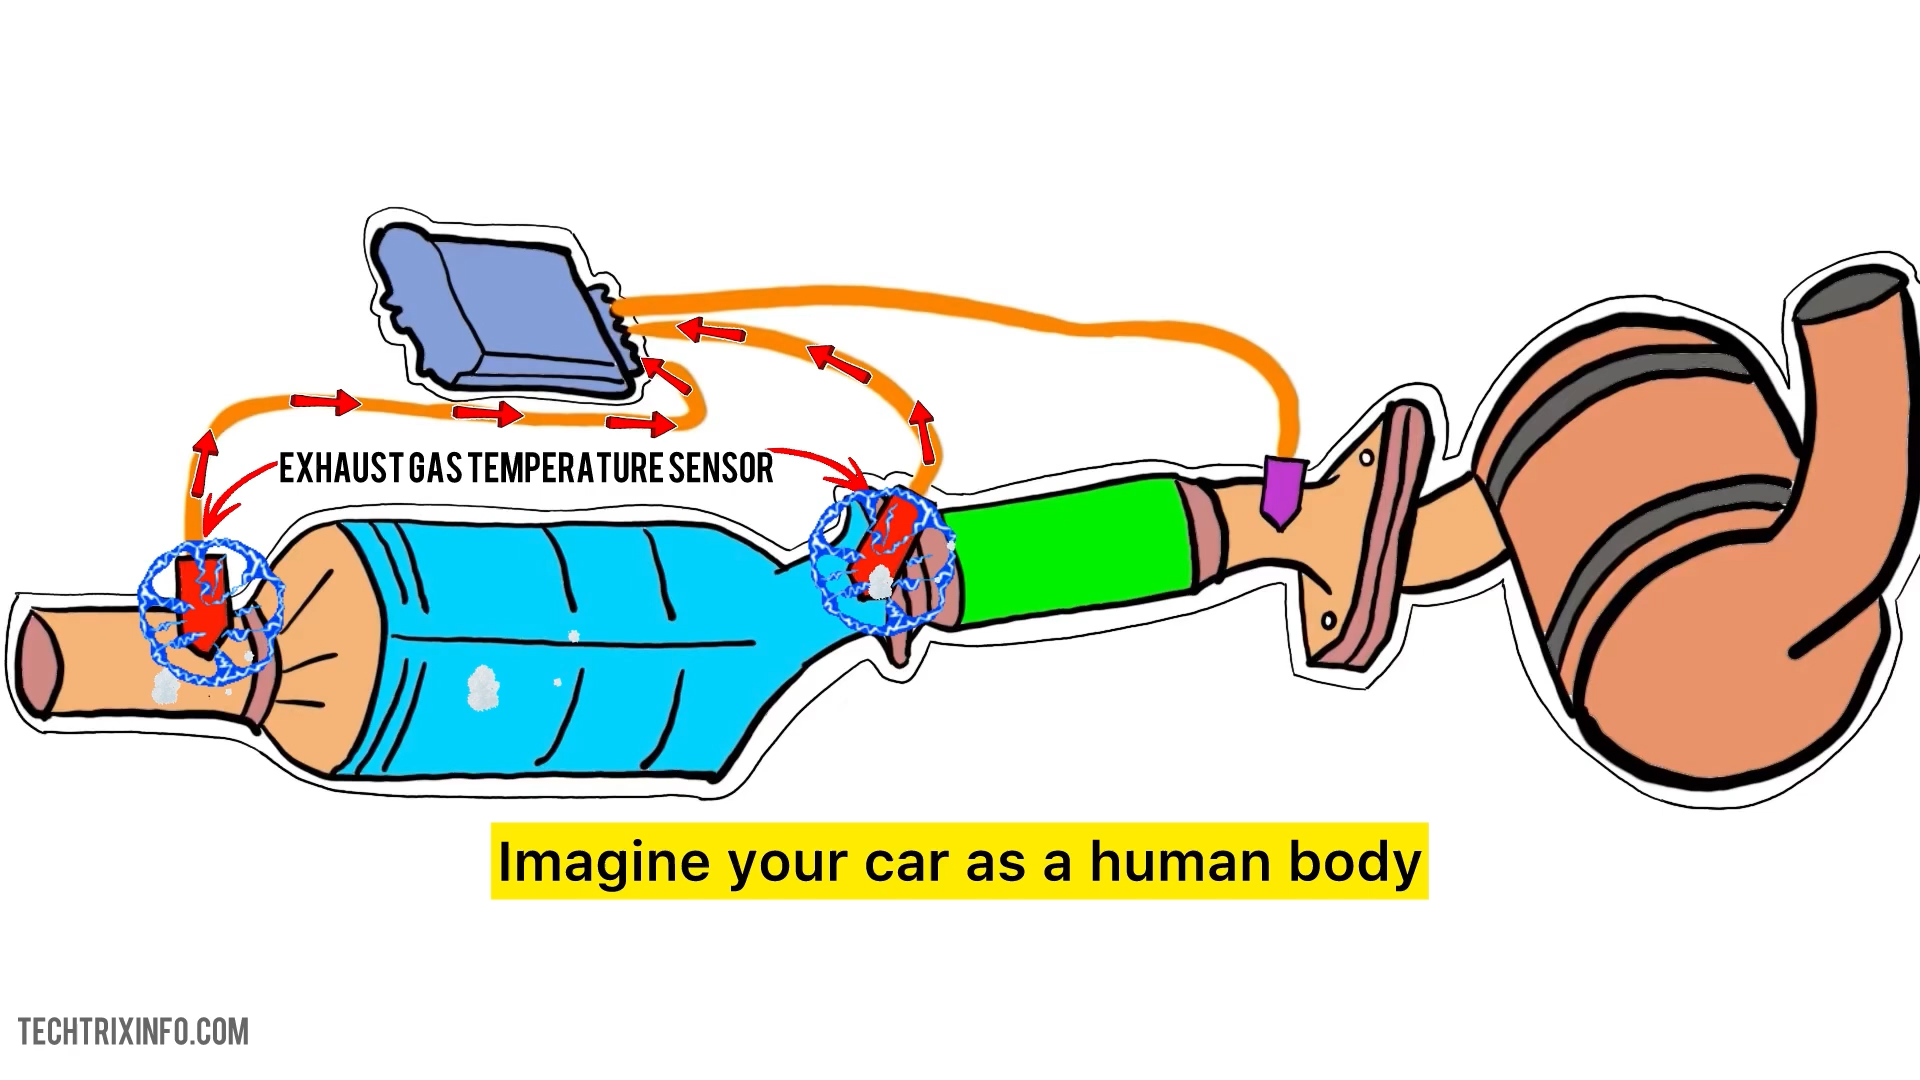 EXHAUST GAS TEMPERATURE SENSOR
Imagine your car as a human body
TECHTRIXINFO.COM